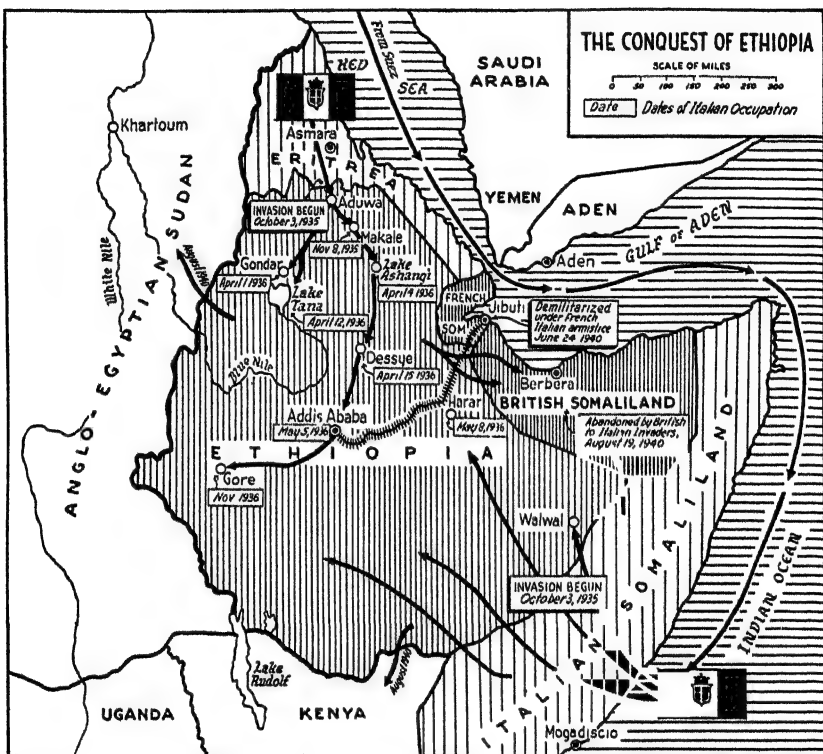 THE CONQUEST OF ETHIOPIA
SCALE OF MILES
0 50 100 150 200 250 300
Date Dates of Italian Occupation
From Suez
RED
SEA
SAUDI
ARABIA
Khartoum
Asmara
ERITREA
YEMEN
ADEN
Aden
GULF OF ADEN
ANGLO-EGYPTIAN SUDAN
White Nile
Aduwa
INVASION BEGUN
October 3, 1935
Makale
Nov 8, 1935
Gondar
April 1 1936
Lake
Ashangi
April 4 1936
Lake
Tana
April 12, 1936
FRENCH
SOM.
Jibuti
Demilitarized
under French
Italian armistice
June 24 1940
Blue Nile
Dessye
April 15 1936
Berbera
BRITISH SOMALILAND
Abandoned by British
to Italian Invaders,
August 19, 1940
Harar
May 8, 1936
Addis Ababa
May 5, 1936
ETHIOPIA
Gore
Nov 1936
Walwal
INVASION BEGUN
October 3, 1935
ITALIAN SOMALILAND
INDIAN OCEAN
Lake
Rudolf
UGANDA
KENYA
Mogadiscio